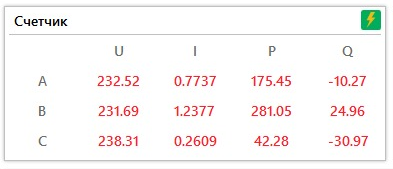 Счетчик
U I P Q
A 232.52 0.7737 175.45 -10.27
B 231.69 1.2377 281.05 24.96
C 238.31 0.2609 42.28 -30.97